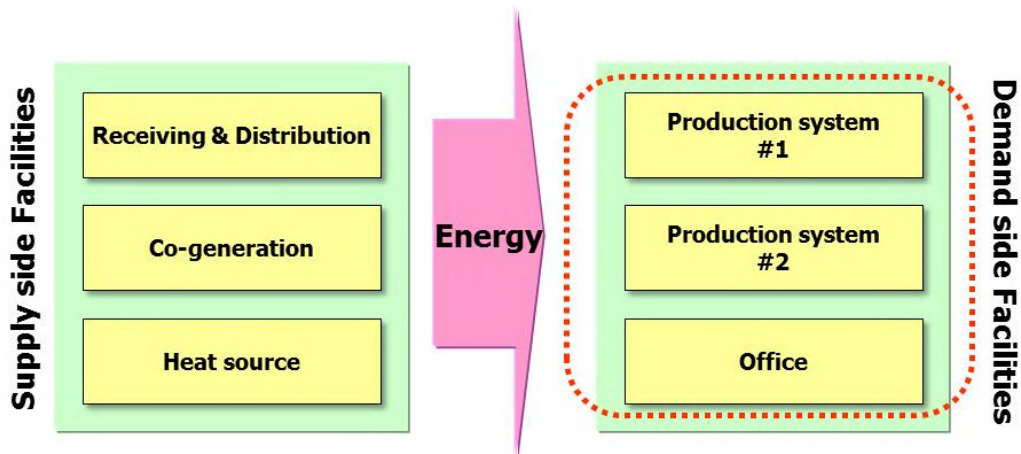 Supply side Facilities
Receiving & Distribution
Co-generation
Heat source
Energy
Production system
#1
Production system
#2
Office
Demand side Facilities